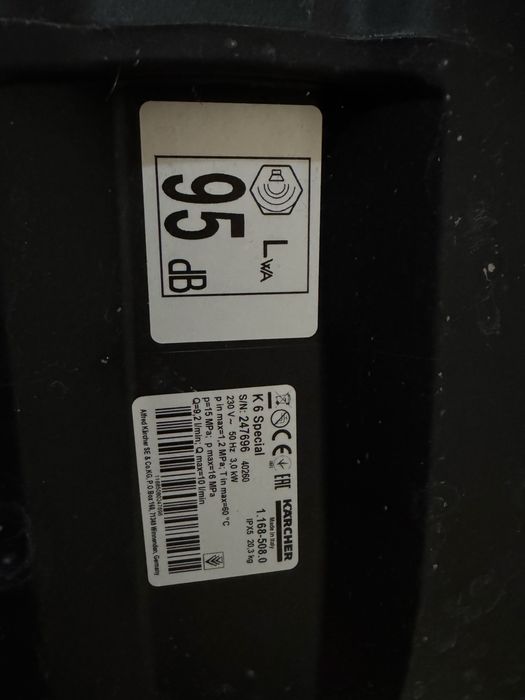 LWA
95 dB
KÄRCHER
Made in Italy
K 6 Special
1.168-508.0
S/N: 247696 40260
IPX5 20,3 kg
230 V~ 50 Hz 3,0 kW
p in max=1,2 MPa; T in max=60 °C
p=15 MPa; p max=16 MPa
Q=9,2 l/min; Q max=10 l/min
Alfred Kärcher SE & Co.KG, P.O.Box 160, 71349 Winnenden, Germany